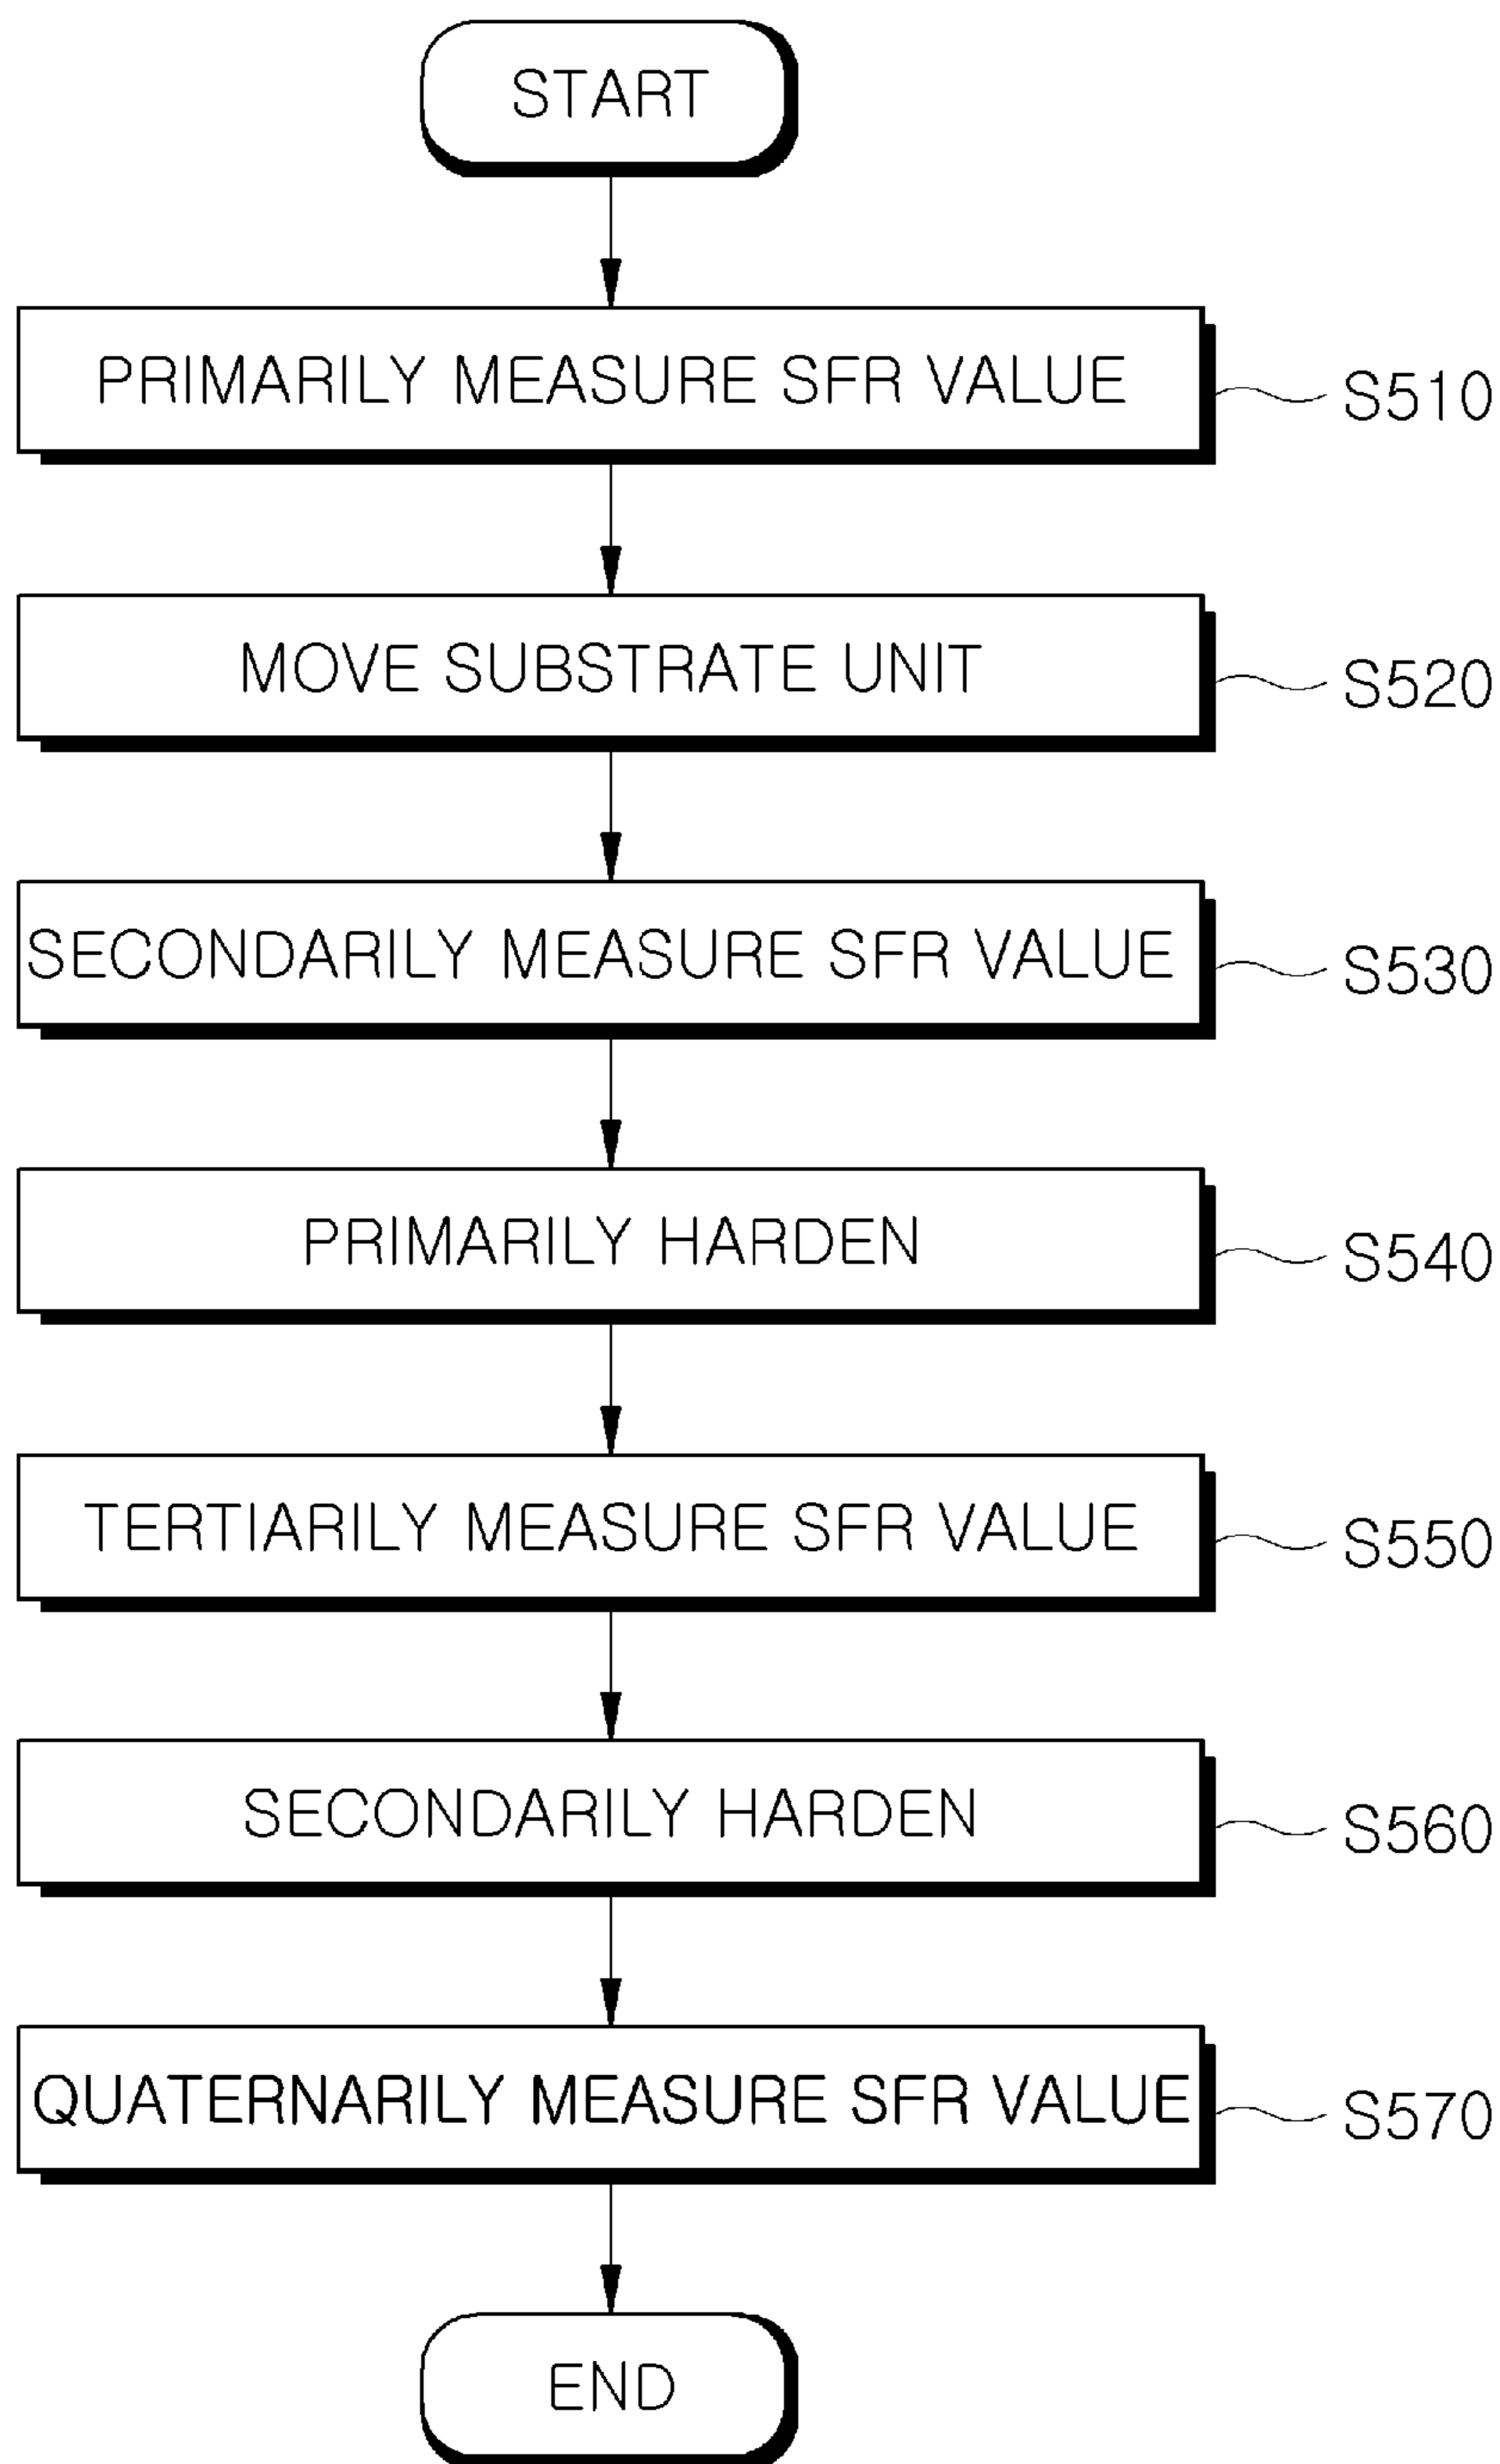 START
PRIMARILY MEASURE SFR VALUE S510
MOVE SUBSTRATE UNIT S520
SECONDARILY MEASURE SFR VALUE S530
PRIMARILY HARDEN S540
TERTIARILY MEASURE SFR VALUE S550
SECONDARILY HARDEN S560
QUATERNARILY MEASURE SFR VALUE S570
END